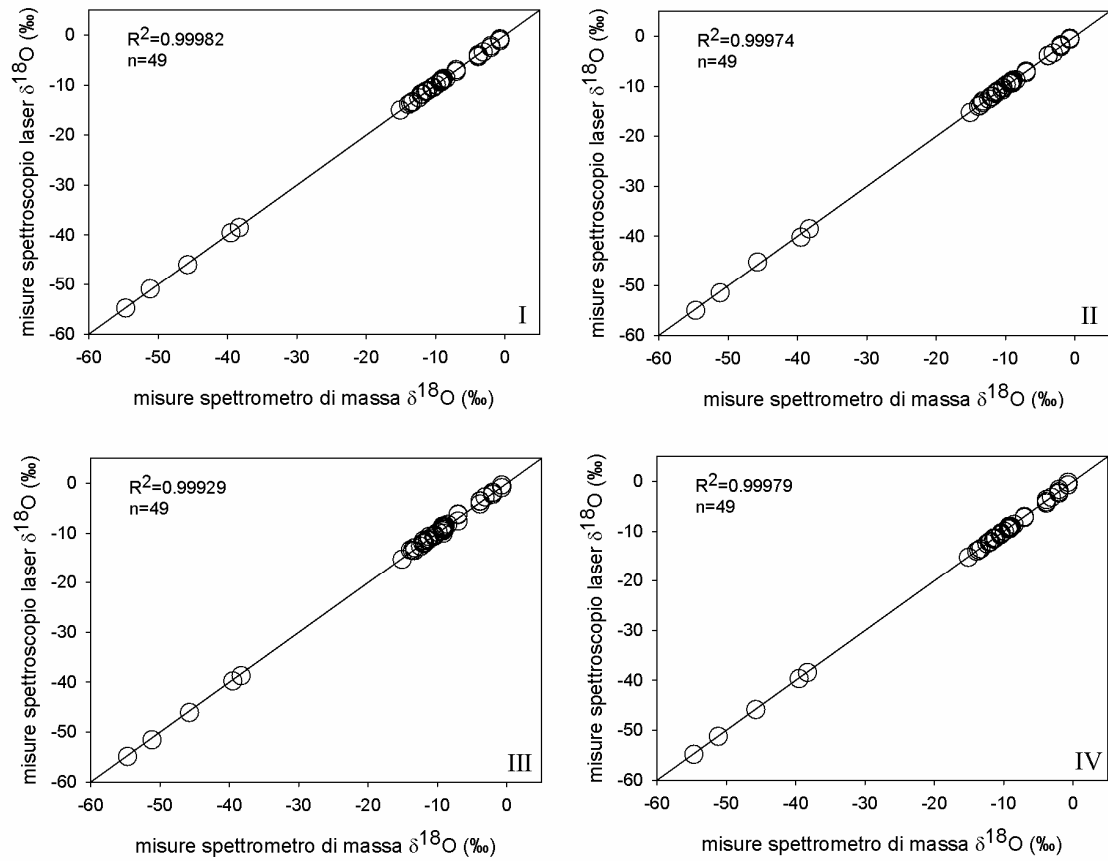 R²=0.99982
n=49
misure spettroscopio laser δ¹⁸O (‰)
0
-10
-20
-30
-40
-50
-60
-60 -50 -40 -30 -20 -10 0
I
misure spettrometro di massa δ¹⁸O (‰)
R²=0.99974
n=49
misure spettroscopio laser δ¹⁸O (‰)
0
-10
-20
-30
-40
-50
-60
-60 -50 -40 -30 -20 -10 0
II
misure spettrometro di massa δ¹⁸O (‰)
R²=0.99929
n=49
misure spettroscopio laser δ¹⁸O (‰)
0
-10
-20
-30
-40
-50
-60
-60 -50 -40 -30 -20 -10 0
III
misure spettrometro di massa δ¹⁸O (‰)
R²=0.99979
n=49
misure spettroscopio laser δ¹⁸O (‰)
0
-10
-20
-30
-40
-50
-60
-60 -50 -40 -30 -20 -10 0
IV
misure spettrometro di massa δ¹⁸O (‰)